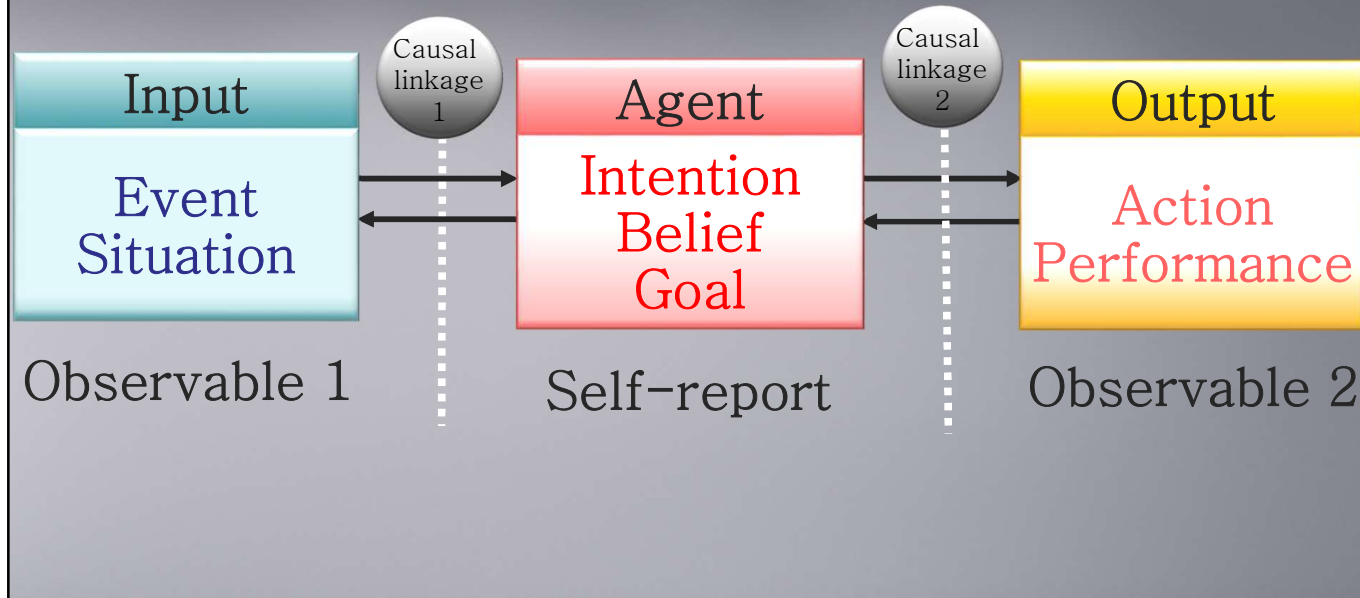 Input
Event
Situation
Observable 1
Causal
linkage
1
Agent
Intention
Belief
Goal
Self-report
Causal
linkage
2
Output
Action
Performance
Observable 2